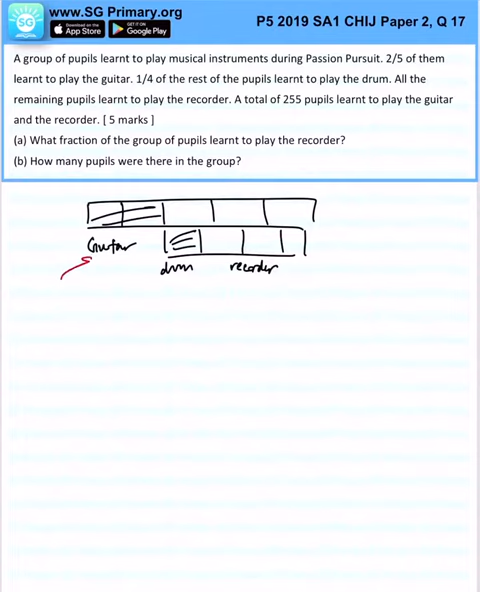 www.SG Primary.org
Download on the App Store
GET IT ON Google Play
SG
P5 2019 SA1 CHIJ Paper 2, Q 17
A group of pupils learnt to play musical instruments during Passion Pursuit. 2/5 of them
learnt to play the guitar. 1/4 of the rest of the pupils learnt to play the drum. All the
remaining pupils learnt to play the recorder. A total of 255 pupils learnt to play the guitar
and the recorder. [ 5 marks ]
(a) What fraction of the group of pupils learnt to play the recorder?
(b) How many pupils were there in the group?
Guitar
drum recorder